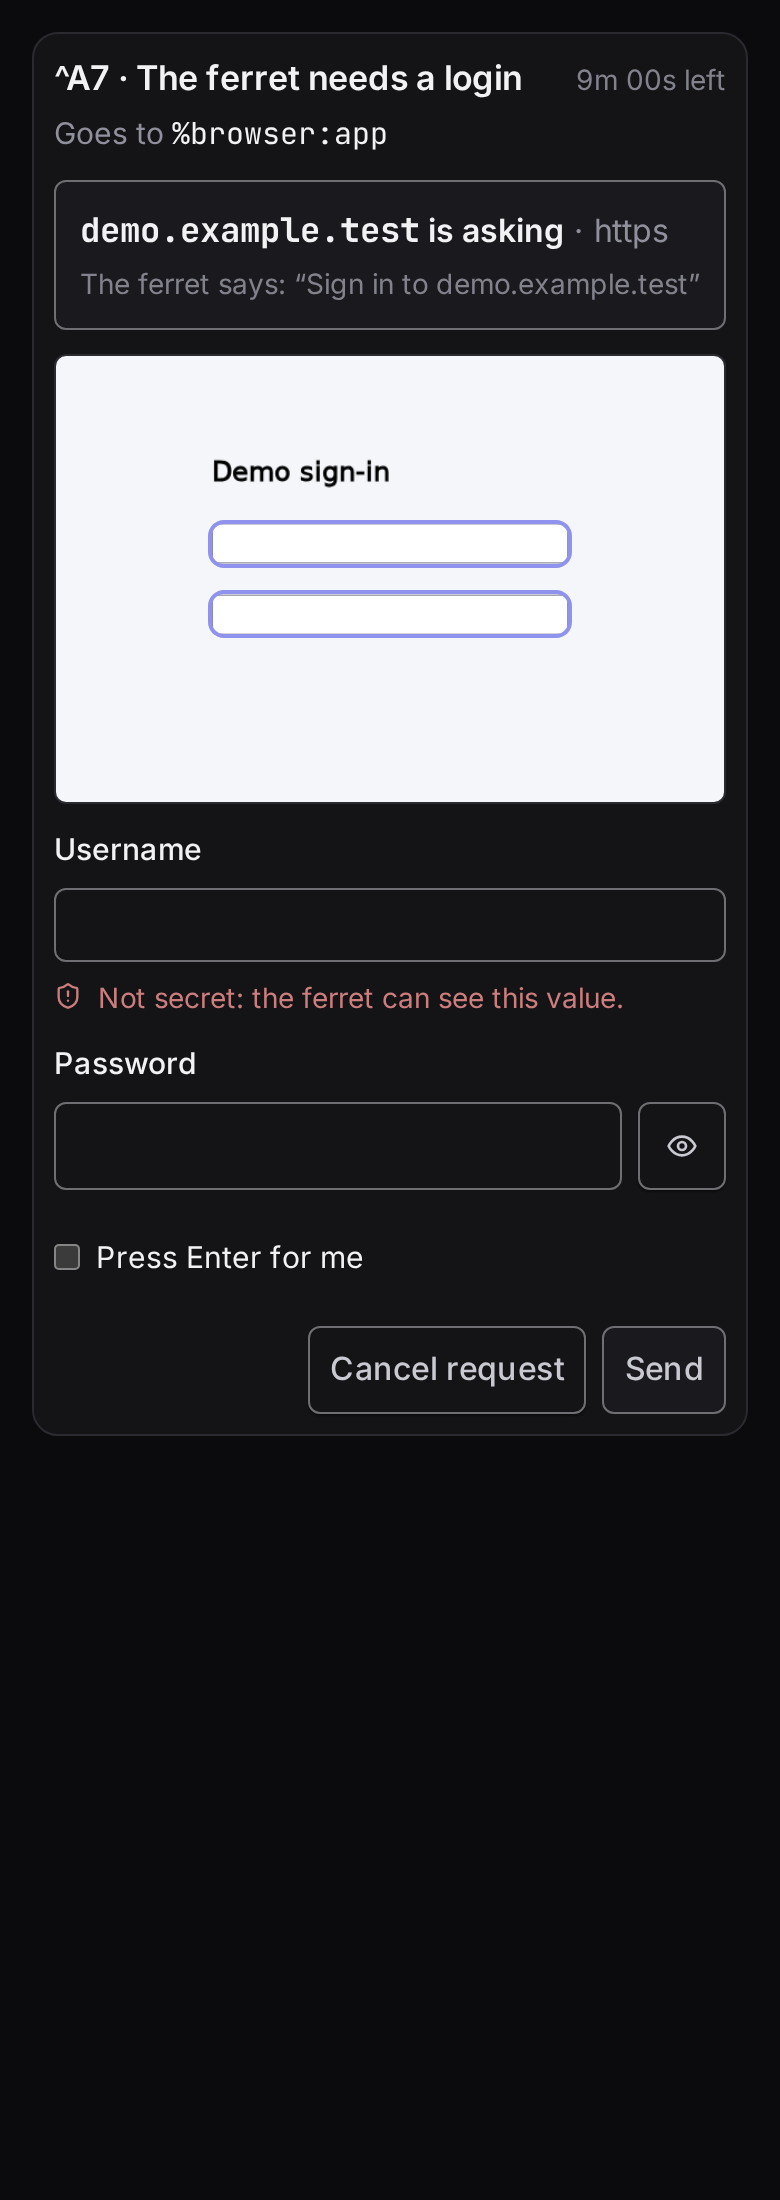 ^A7 · The ferret needs a login 9m 00s left
Goes to %browser:app
demo.example.test is asking · https
The ferret says: “Sign in to demo.example.test”
Demo sign-in
Username
Not secret: the ferret can see this value.
Password
Press Enter for me
Cancel request Send